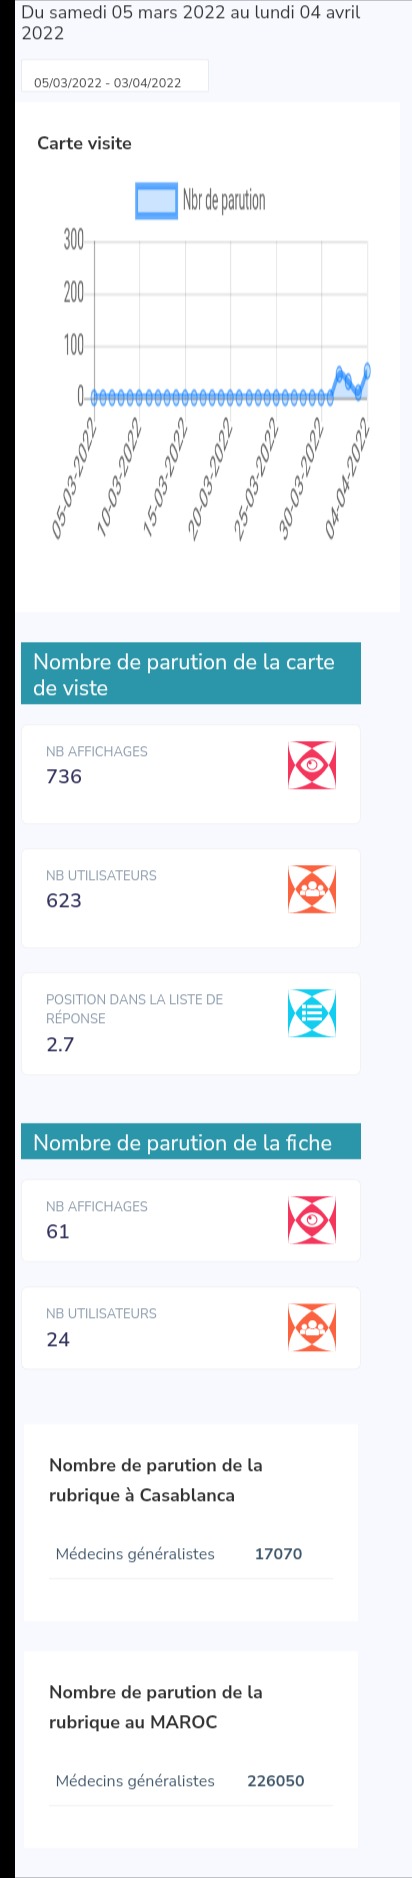 Du samedi 05 mars 2022 au lundi 04 avril
2022
05/03/2022 - 03/04/2022
Carte visite
Nbr de parution
300
200
100
0
05-03-2022
10-03-2022
15-03-2022
20-03-2022
25-03-2022
30-03-2022
04-04-2022
Nombre de parution de la carte
de viste
NB AFFICHAGES
736
NB UTILISATEURS
623
POSITION DANS LA LISTE DE
RÉPONSE
2.7
Nombre de parution de la fiche
NB AFFICHAGES
61
NB UTILISATEURS
24
Nombre de parution de la
rubrique à Casablanca
Médecins généralistes 17070
Nombre de parution de la
rubrique au MAROC
Médecins généralistes 226050